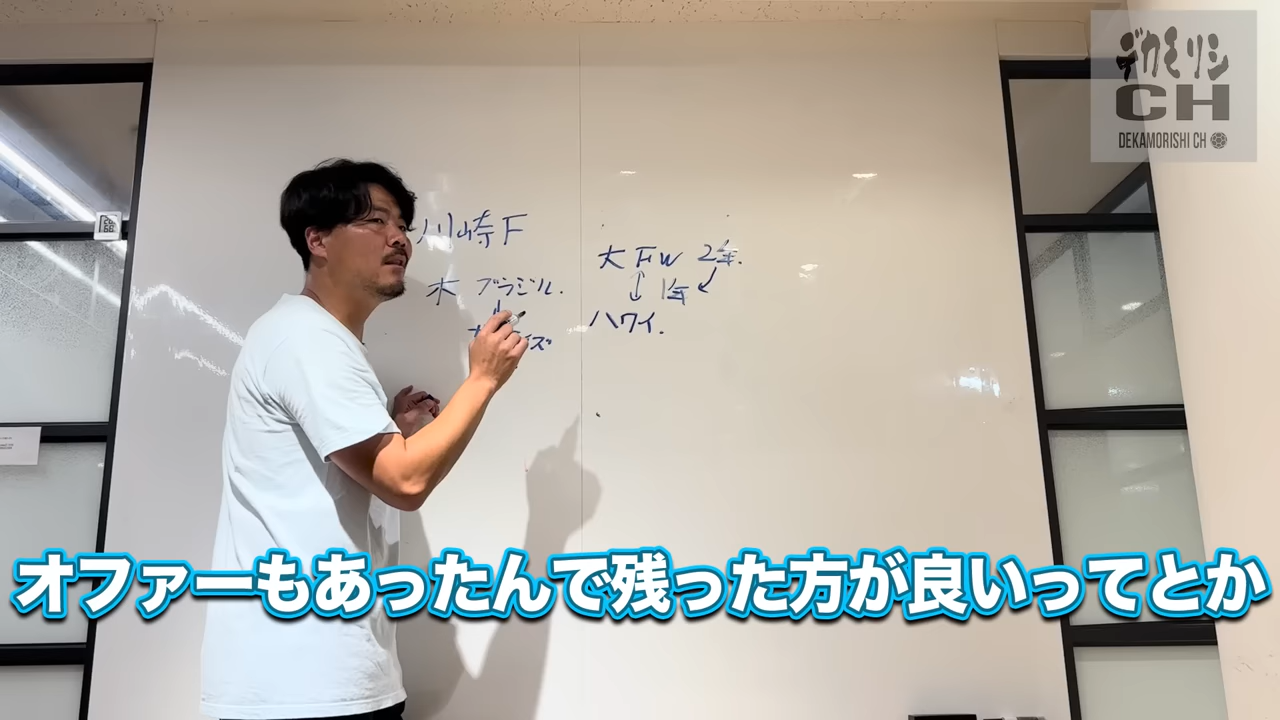 デカモリシ
CH
DEKAMORISHI CH
川崎F
大 FW 2年.
木 ブラジル.
1年
ハワイ.
オファーもあったんで残った方が良いってとか